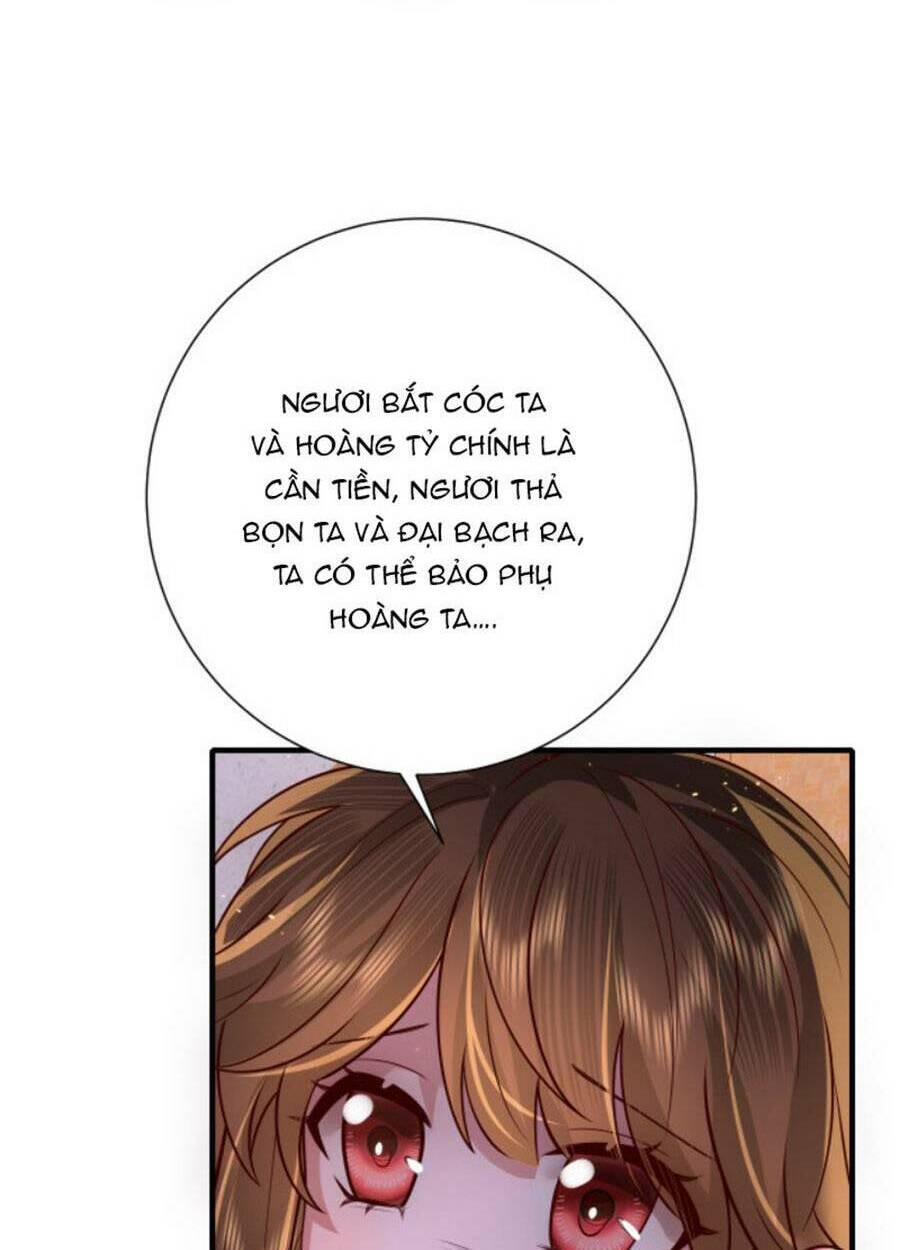 NGƯƠI BẮT CÓC TA
VÀ HOÀNG TỶ CHÍNH LÀ
CẦN TIỀN, NGƯƠI THẢ
BỌN TA VÀ ĐẠI BẠCH RA,
TA CÓ THỂ BẢO PHỤ
HOÀNG TA....